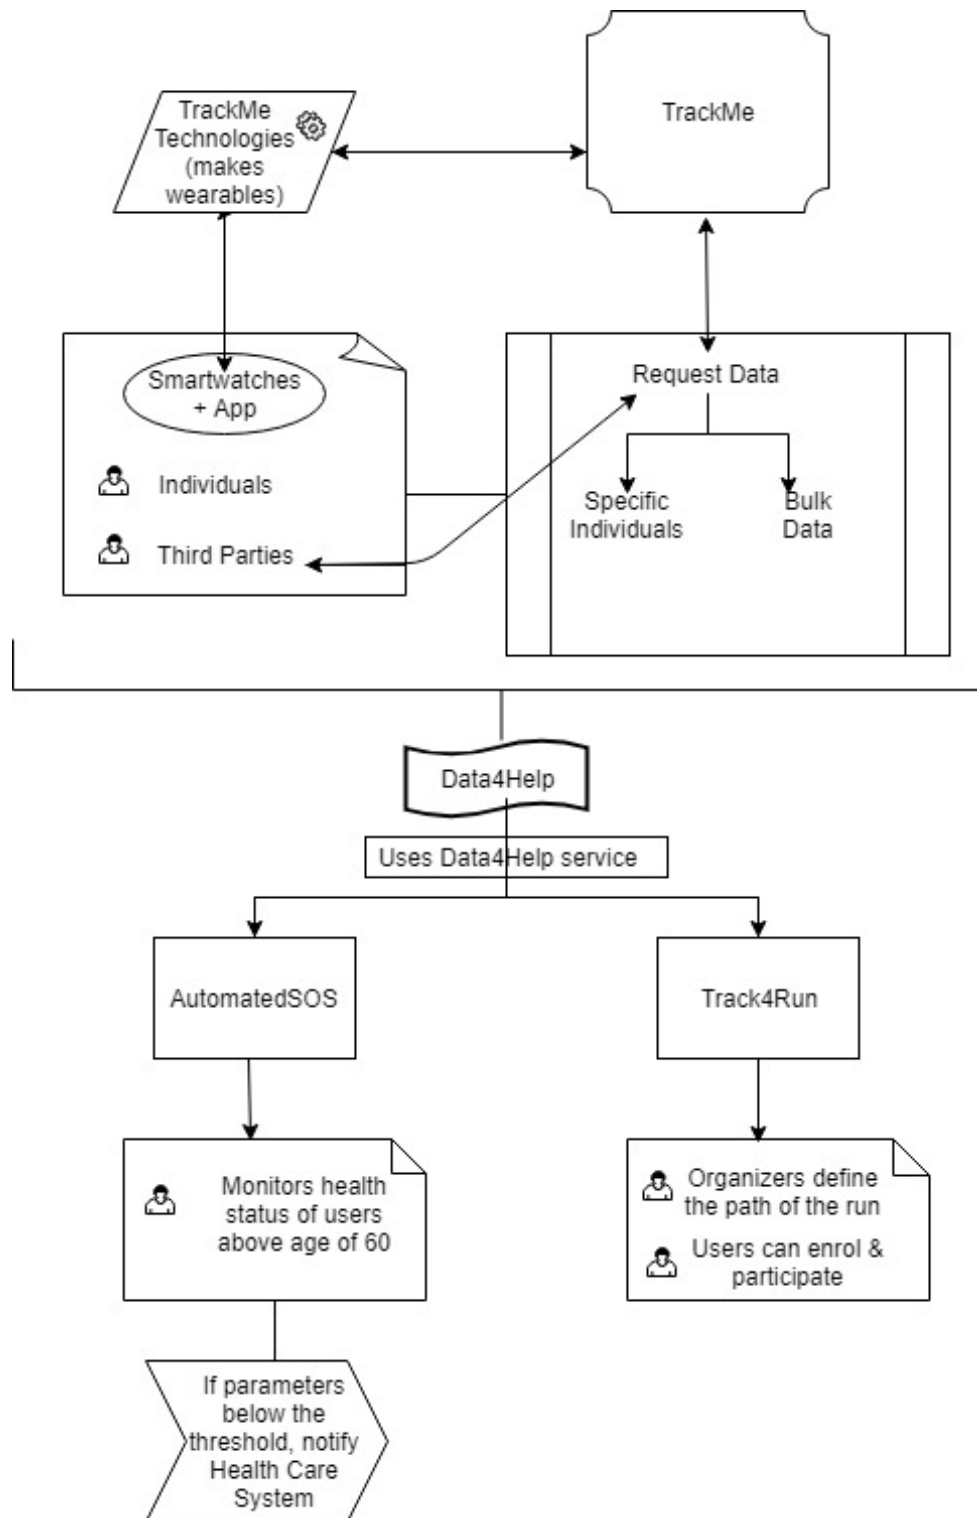 TrackMe
Technologies
(makes
wearables)
TrackMe
Smartwatches
+ App
Individuals
Third Parties
Request Data
Specific
Individuals
Bulk
Data
Data4Help
Uses Data4Help service
AutomatedSOS
Track4Run
Monitors health
status of users
above age of 60
Organizers define
the path of the run
Users can enrol &
participate
If parameters
below the
threshold, notify
Health Care
System